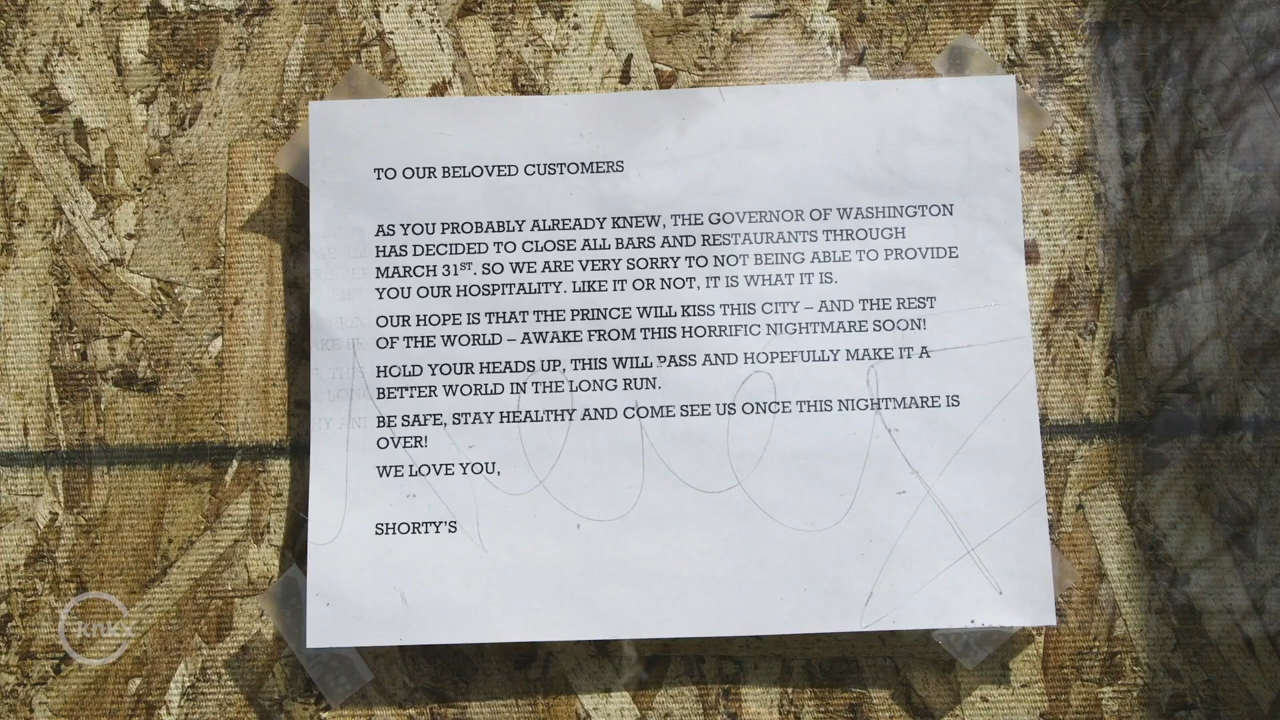 TO OUR BELOVED CUSTOMERS
AS YOU PROBABLY ALREADY KNEW, THE GOVERNOR OF WASHINGTON
HAS DECIDED TO CLOSE ALL BARS AND RESTAURANTS THROUGH
MARCH 31ST. SO WE ARE VERY SORRY TO NOT BEING ABLE TO PROVIDE
YOU OUR HOSPITALITY. LIKE IT OR NOT, IT IS WHAT IT IS.
OUR HOPE IS THAT THE PRINCE WILL KISS THIS CITY – AND THE REST
OF THE WORLD – AWAKE FROM THIS HORRIFIC NIGHTMARE SOON!
HOLD YOUR HEADS UP, THIS WILL PASS AND HOPEFULLY MAKE IT A
BETTER WORLD IN THE LONG RUN.
BE SAFE, STAY HEALTHY AND COME SEE US ONCE THIS NIGHTMARE IS
OVER!
WE LOVE YOU,
SHORTY'S
knkx